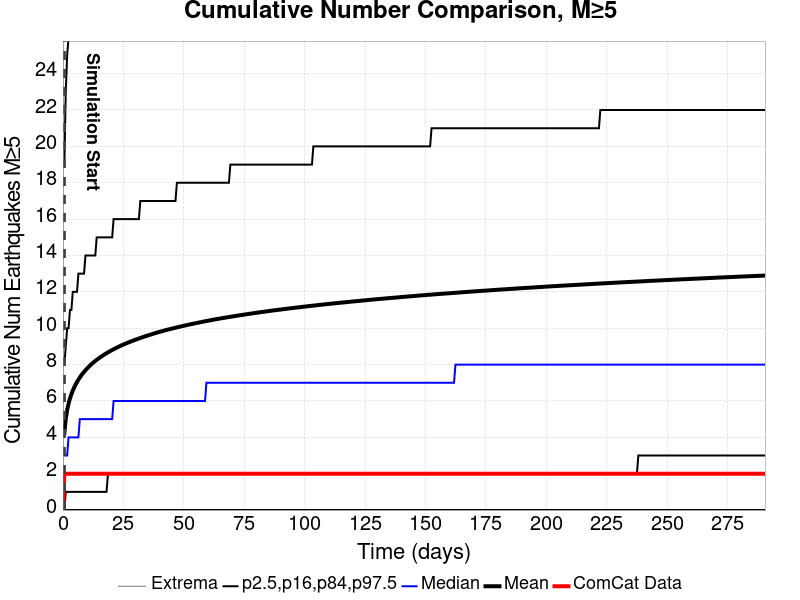 Cumulative Number Comparison, M≥5
Cumulative Num Earthquakes M≥5
24
22
20
18
16
14
12
10
8
6
4
2
0
Simulation Start
0 25 50 75 100 125 150 175 200 225 250 275
Time (days)
Extrema p2.5,p16,p84,p97.5 Median Mean ComCat Data